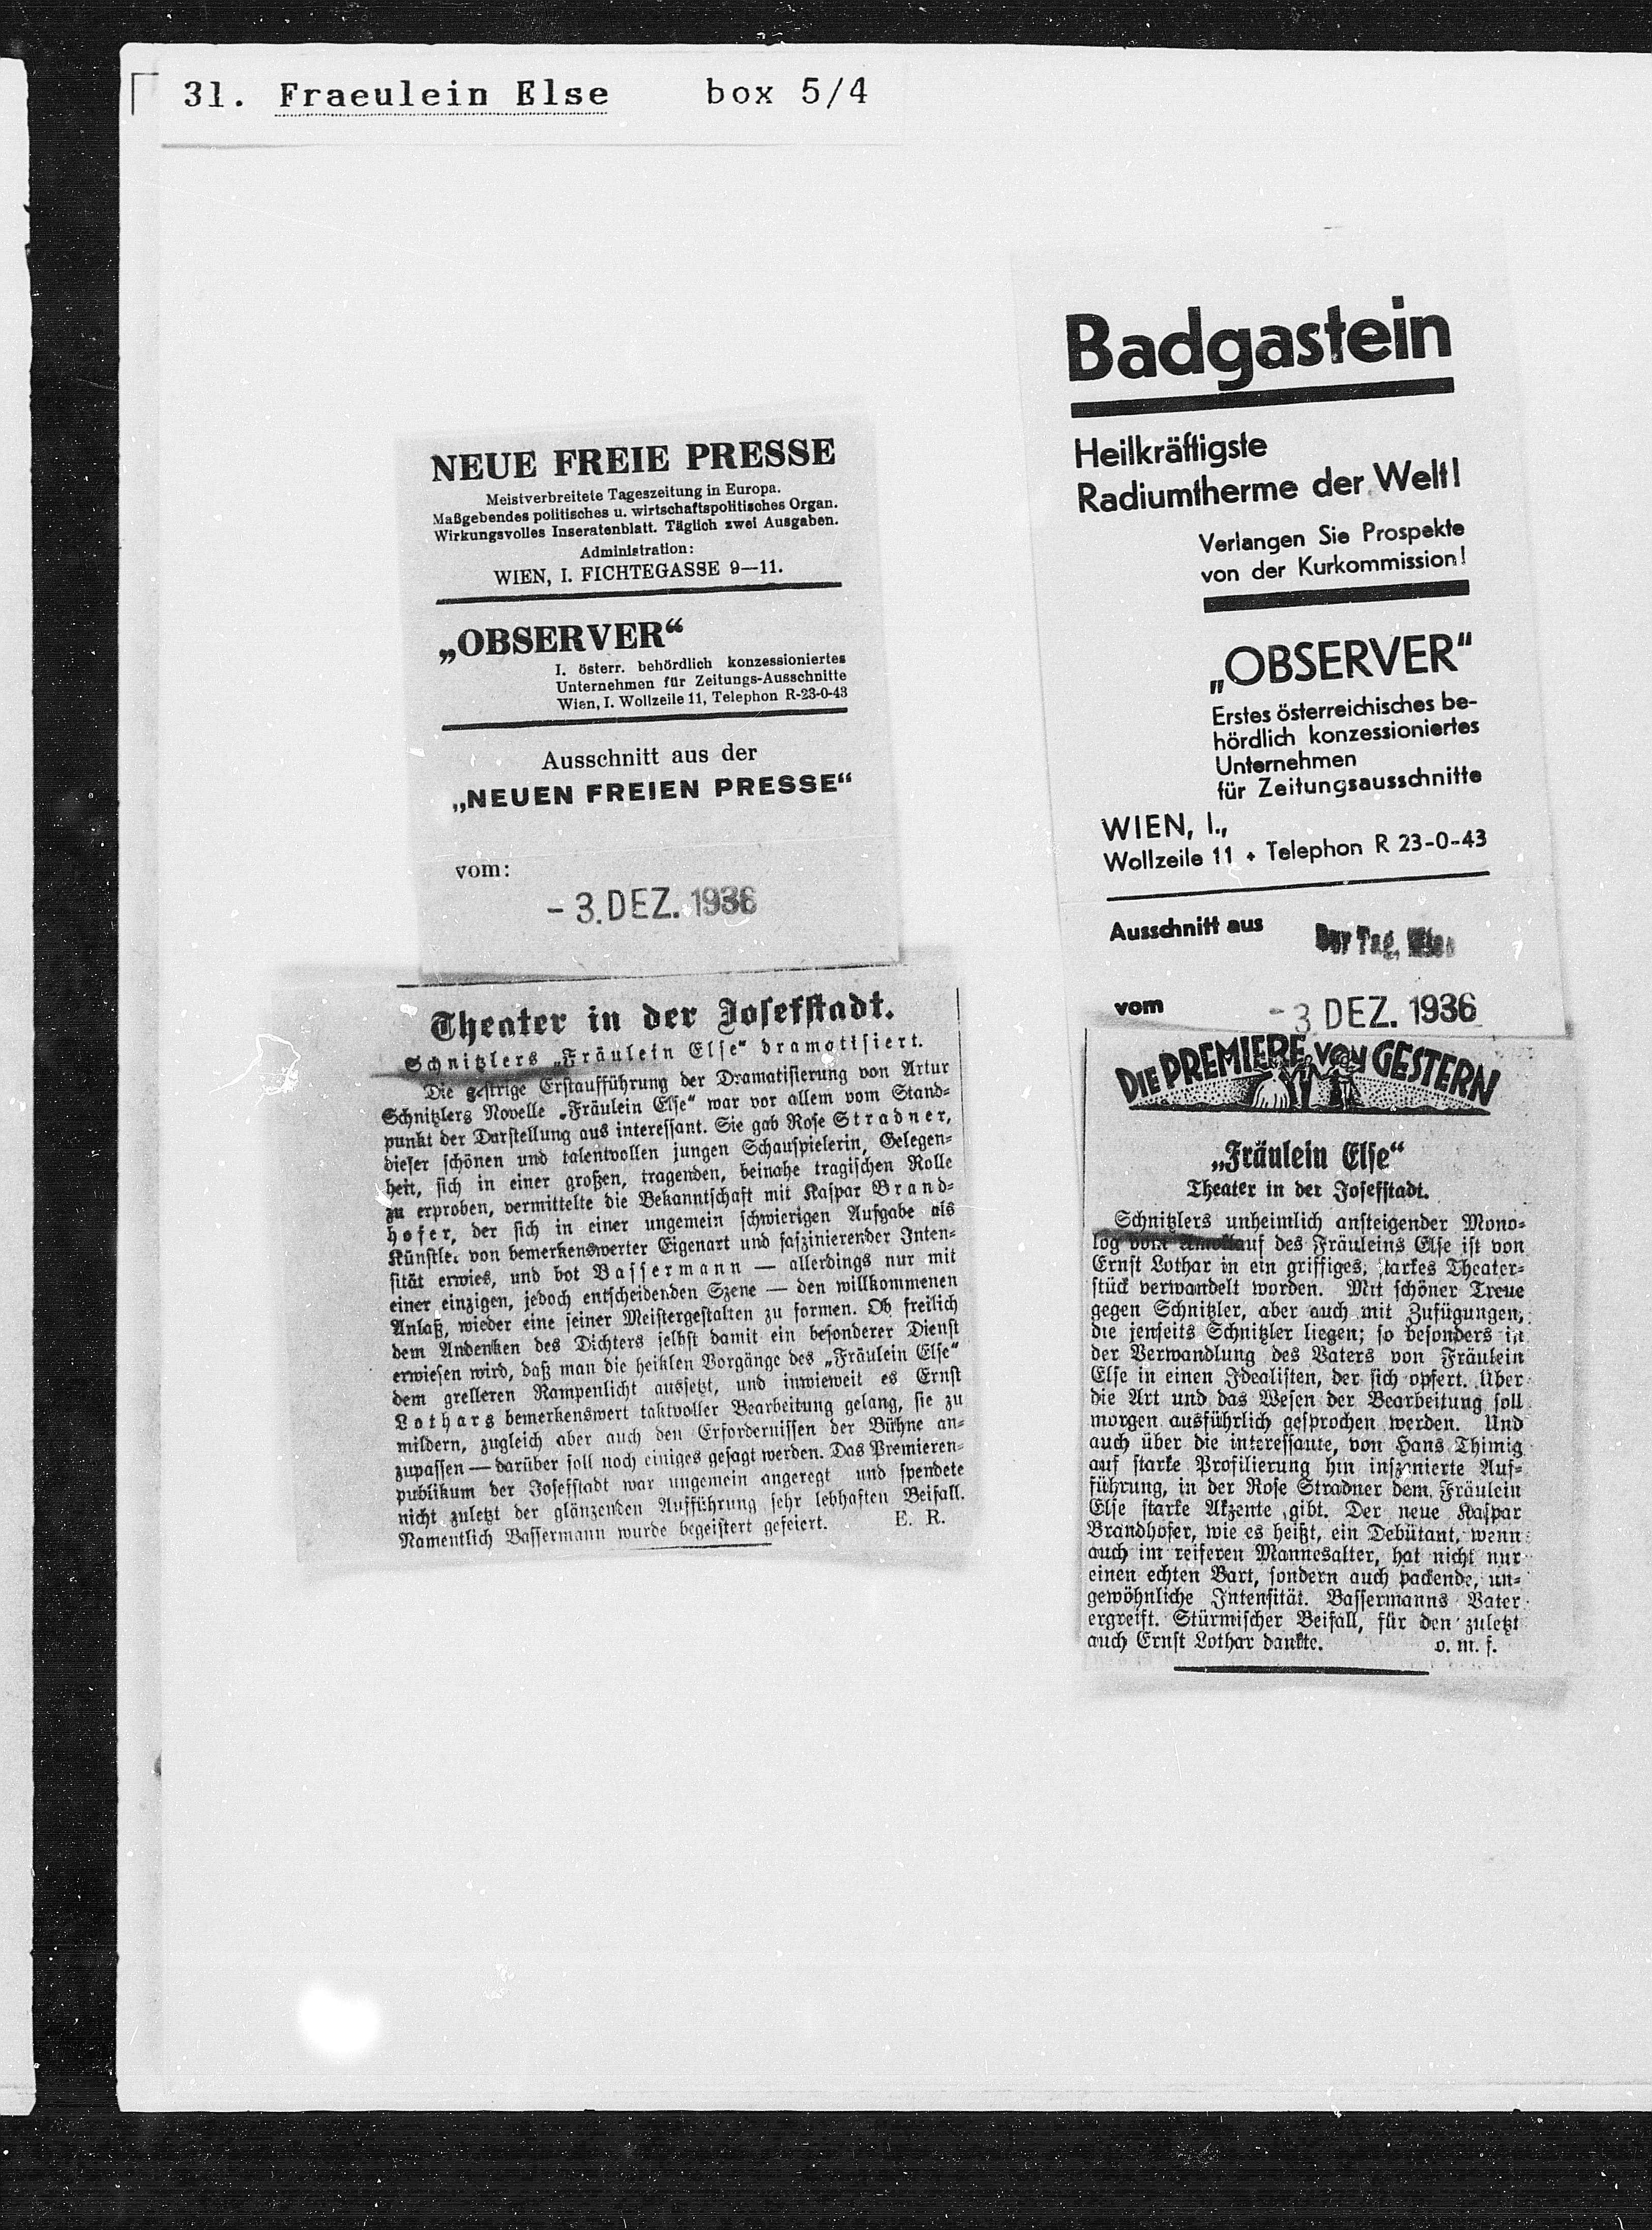 31. Fraeulein Else box 5/4
NEUE FREIE PRESSE
Meistverbreitete Tageszeitung in Europa.
Maßgebendes politisches u. wirtschaftspolitisches Organ.
Wirkungsvolles Inseratenblatt. Täglich zwei Ausgaben.
Administration:
WIEN, I. FICHTEGASSE 9—11.
„OBSERVER“
I. österr. behördlich konzessioniertes
Unternehmen für Zeitungs-Ausschnitte
Wien, I. Wollzeile 11, Telephon R-23-0-43
Ausschnitt aus der
„NEUEN FREIEN PRESSE“
vom:
- 3. DEZ. 1936
Theater in der Josefstadt.
Schnitzlers „Fräulein Else“ dramatisiert.
Die gestrige Erstaufführung der Dramatisierung von Artur
Schnitzlers Novelle „Fräulein Else“ war vor allem vom Stand-
punkt der Darstellung aus interessant. Sie gab Rose Stradner,
dieser schönen und talentvollen jungen Schauspielerin, Gelegen-
heit, sich in einer großen, tragenden, beinahe tragischen Rolle
zu erproben, vermittelte die Bekanntschaft mit Kaspar Brand-
hofer, der sich in einer ungemein schwierigen Aufgabe als
Künstler von bemerkenswerter Eigenart und faszinierender Inten-
sität erwies, und bot Bassermann — allerdings nur mit
einer einzigen, jedoch entscheidenden Szene — den willkommenen
Anlaß, wieder eine seiner Meistergestalten zu formen. Ob freilich
dem Andenken des Dichters selbst damit ein besonderer Dienst
erwiesen wird, daß man die heiklen Vorgänge des „Fräulein Else“
dem grelleren Rampenlicht aussetzt, und inwieweit es Ernst
Lothars bemerkenswert taktvoller Bearbeitung gelang, sie zu
mildern, zugleich aber auch den Erfordernissen der Bühne an-
zupassen — darüber soll noch einiges gesagt werden. Das Premieren-
publikum der Josefstadt war ungemein angeregt und spendete
nicht zuletzt der glänzenden Aufführung sehr lebhaften Beifall.
Namentlich Bassermann wurde begeistert gefeiert. E. R.
Badgastein
Heilkräftigste
Radiumtherme der Welt!
Verlangen Sie Prospekte
von der Kurkommission!
„OBSERVER“
Erstes österreichisches be-
hördlich konzessioniertes
Unternehmen
für Zeitungsausschnitte
WIEN, I.,
Wollzeile 11 + Telephon R 23-0-43
Ausschnitt aus Der Tag, Wien
vom - 3. DEZ. 1936
DIE PREMIERE VON GESTERN
„Fräulein Else“
Theater in der Josefstadt.
Schnitzlers unheimlich ansteigender Mono-
log vom Amoklauf des Fräuleins Else ist von
Ernst Lothar in ein griffiges, starkes Theater-
stück verwandelt worden. Mit schöner Treue
gegen Schnitzler, aber auch mit Zufügungen,
die jenseits Schnitzler liegen; so besonders in
der Verwandlung des Vaters von Fräulein
Else in einen Idealisten, der sich opfert. Über
die Art und das Wesen der Bearbeitung soll
morgen ausführlich gesprochen werden. Und
auch über die interessante, von Hans Thimig
auf starke Profilierung hin inszenierte Auf-
führung, in der Rose Stradner dem Fräulein
Else starke Akzente gibt. Der neue Kaspar
Brandhofer, wie es heißt, ein Debütant, wenn
auch im reiferen Mannesalter, hat nicht nur
einen echten Bart, sondern auch packende, un-
gewöhnliche Intensität. Bassermanns Vater
ergreift. Stürmischer Beifall, für den zuletzt
auch Ernst Lothar dankte. o. m. f.